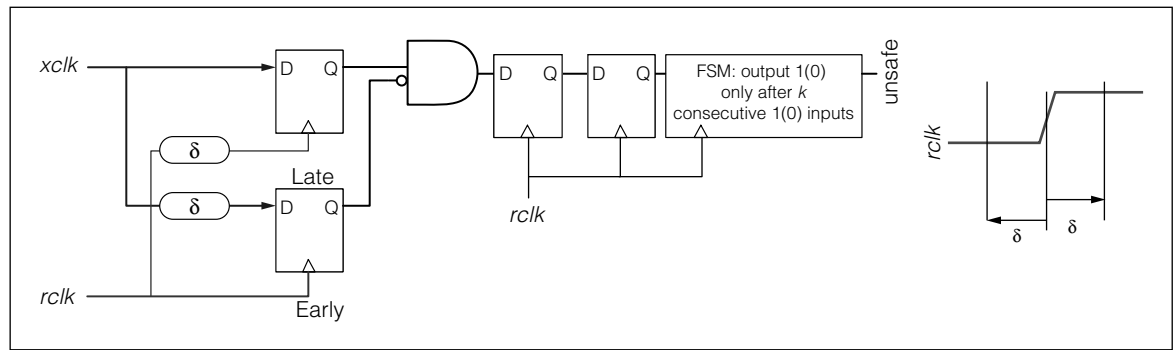 xclk
D Q
δ
Late
δ
D Q
rclk
Early
D Q
D Q
rclk
FSM: output 1(0)
only after k
consecutive 1(0) inputs
unsafe
rclk
δ
δ